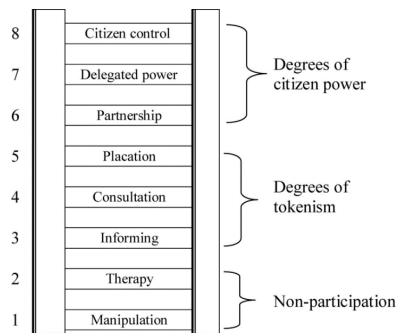 8 Citizen control
7 Delegated power
6 Partnership
Degrees of
citizen power
5 Placation
4 Consultation
3 Informing
Degrees of
tokenism
2 Therapy
1 Manipulation
Non-participation